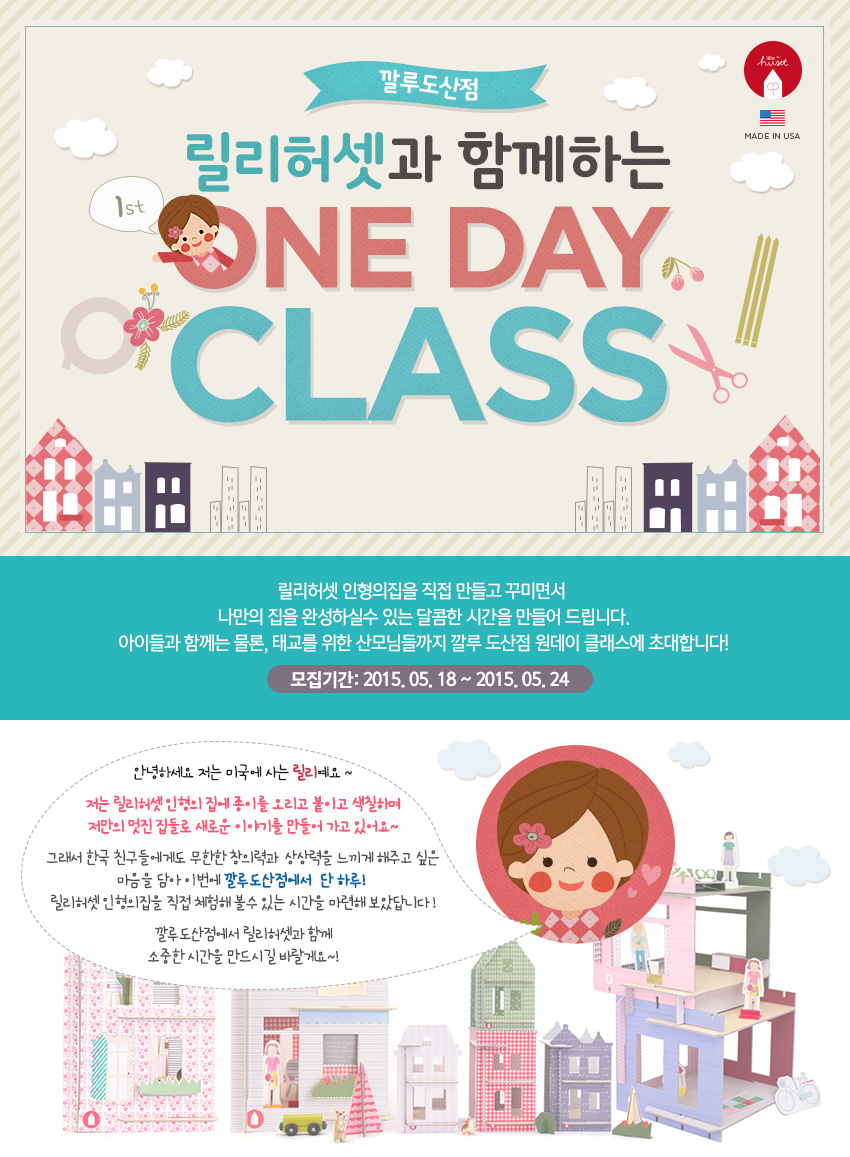 깔루도산점
little
huset
MADE IN USA
릴리허셋과 함께하는
1st
ONE DAY
CLASS
릴리허셋 인형의집을 직접 만들고 꾸미면서
나만의 집을 완성하실수 있는 달콤한 시간을 만들어 드립니다.
아이들과 함께는 물론, 태교를 위한 산모님들까지 깔루 도산점 원데이 클래스에 초대합니다!
모집기간: 2015. 05. 18 ~ 2015. 05. 24
안녕하세요 저는 미국에 사는 릴리예요 ~
저는 릴리허셋 인형의 집에 종이를 오리고 붙이고 색칠하며
저만의 멋진 집들로 새로운 이야기를 만들어 가고 있어요~
그래서 한국 친구들에게도 무한한 창의력과 상상력을 느끼게 해주고 싶은
마음을 담아 이번에 깔루도산점에서 단 하루!
릴리허셋 인형의집을 직접 체험해 볼수 있는 시간을 마련해 보았답니다!
깔루도산점에서 릴리허셋과 함께
소중한 시간을 만드시길 바랄게요~!